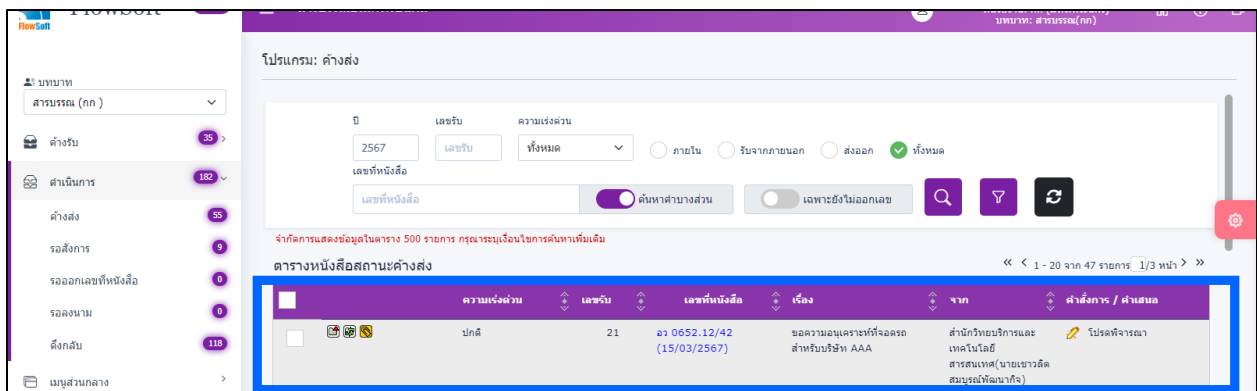 FlowSoft
FlowSoft
บทบาท: สารบรรณ(กก)
โปรแกรม: ค้างส่ง
บทบาท
สารบรรณ (กก )
ปี
เลขรับ
ความเร่งด่วน
2567
เลขรับ
ทั้งหมด
ภายใน
รับจากภายนอก
ส่งออก
ทั้งหมด
ค้างรับ
35
เลขที่หนังสือ
ดำเนินการ
182
เลขที่หนังสือ
ค้นหาคำบางส่วน
เฉพาะยังไม่ออกเลข
ค้างส่ง
55
จำกัดการแสดงข้อมูลในตาราง 500 รายการ กรุณาระบุเงื่อนไขการค้นหาเพิ่มเติม
รอสั่งการ
9
ตารางหนังสือสถานะค้างส่ง
1 - 20 จาก 47 รายการ 1/3 หน้า
รอออกเลขที่หนังสือ
0
ความเร่งด่วน
เลขรับ
เลขที่หนังสือ
เรื่อง
จาก
คำสั่งการ / คำเสนอ
รอลงนาม
0
ปกติ
21
อว 0652.12/42
(15/03/2567)
ขอความอนุเคราะห์ที่จอดรถ
สำหรับบริษัท AAA
สำนักวิทยบริการและ
เทคโนโลยี
สารสนเทศ(นายเชาวลิต
สมบูรณ์พัฒนากิจ)
โปรดพิจารณา
ดึงกลับ
118
เมนูส่วนกลาง